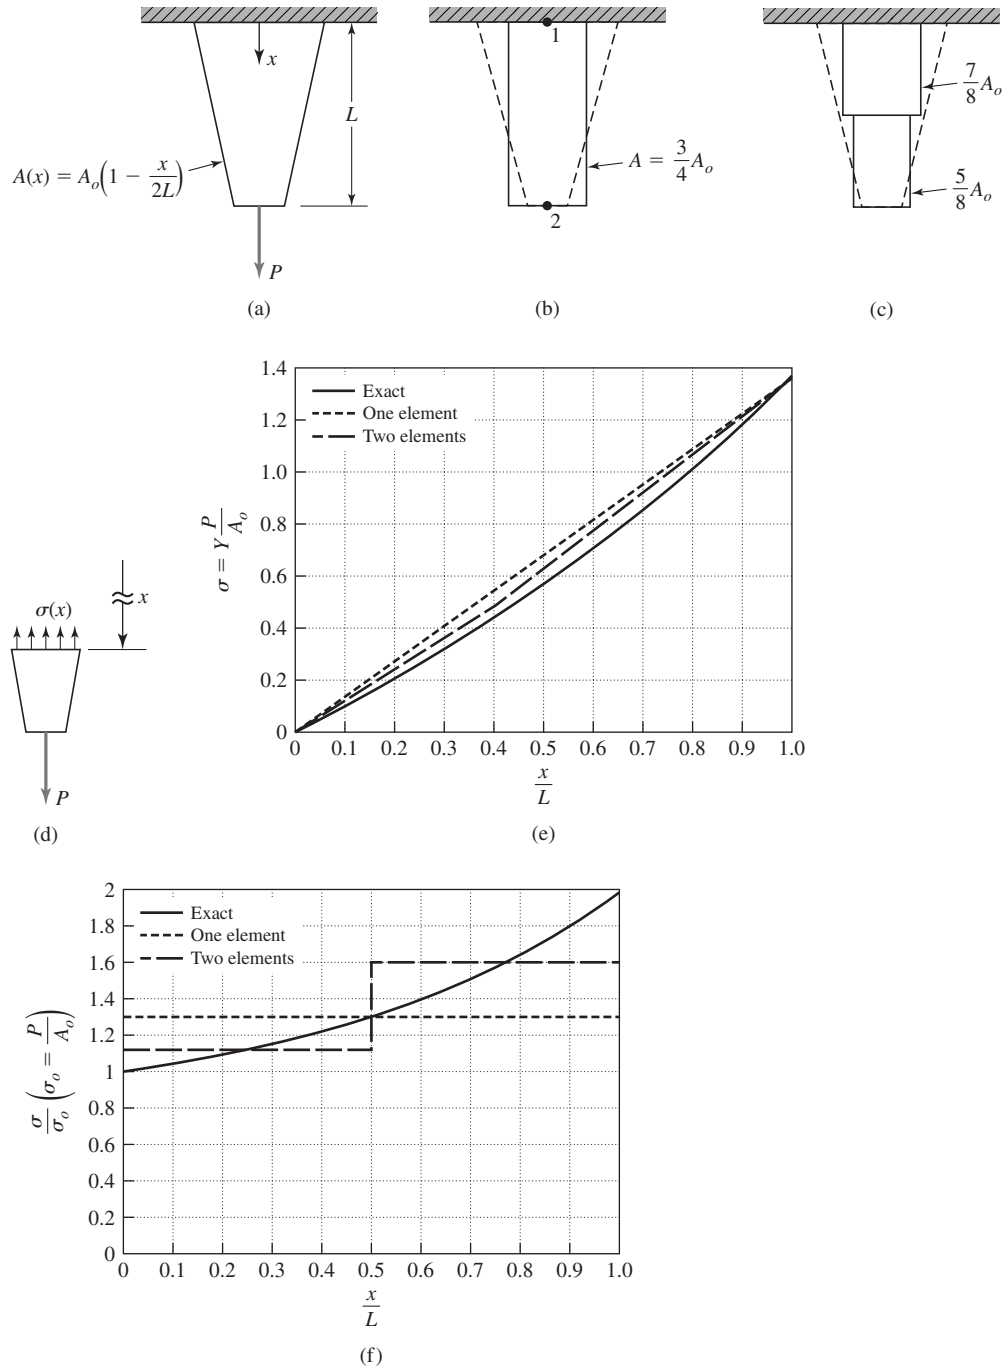 x
L
A(x) = A_o(1 − x/2L)
P
(a)
1
A = 3/4 A_o
2
(b)
7/8 A_o
5/8 A_o
(c)
x
σ(x)
P
(d)
1.4
1.2
1.0
0.8
0.6
0.4
0.2
0
Exact
One element
Two elements
σ = Y P/A_o
0 0.1 0.2 0.3 0.4 0.5 0.6 0.7 0.8 0.9 1.0
x/L
(e)
2
1.8
1.6
1.4
1.2
1
0.8
0.6
0.4
0.2
0
Exact
One element
Two elements
σ/σ_o (σ_o = P/A_o)
0 0.1 0.2 0.3 0.4 0.5 0.6 0.7 0.8 0.9 1.0
x/L
(f)